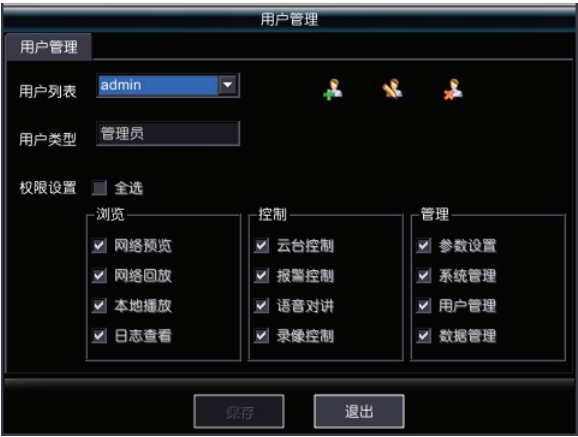 用户管理
用户管理
用户列表 admin
用户类型 管理员
权限设置 全选
浏览 控制 管理
网络预览 云台控制 参数设置
网络回放 报警控制 系统管理
本地播放 语音对讲 用户管理
日志查看 录像控制 数据管理
保存 退出